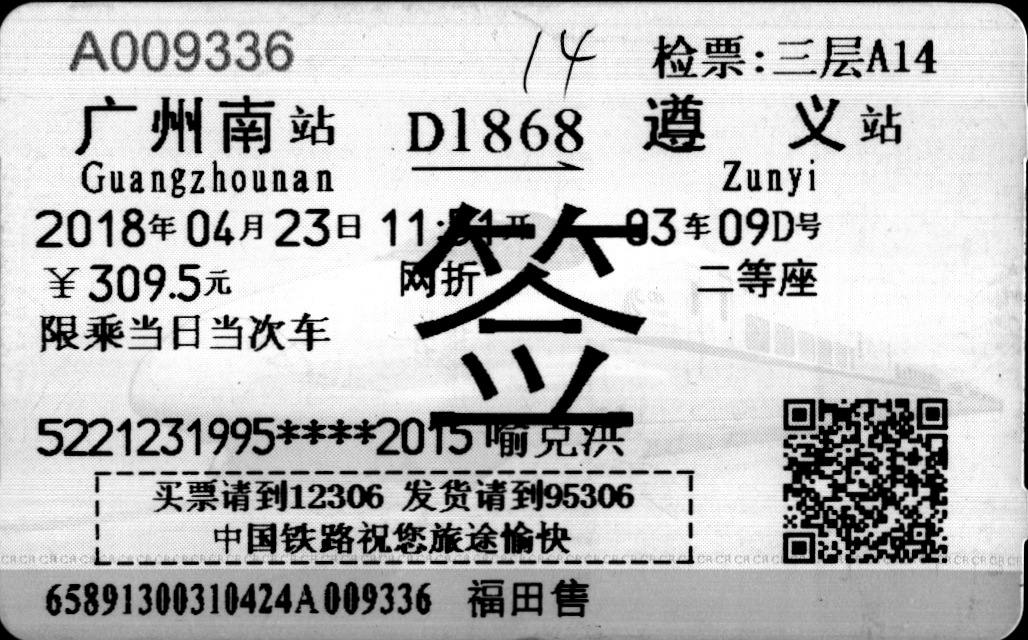 14
A009336 检票:三层A14
广州南站 D1868 遵义站
Guangzhounan Zunyi
2018年04月23日 11:51开 03车09D号
¥309.5元 网折 二等座
签
限乘当日当次车
5221231995****2015 喻克洪
买票请到12306 发货请到95306
中国铁路祝您旅途愉快
65891300310424A009336 福田售